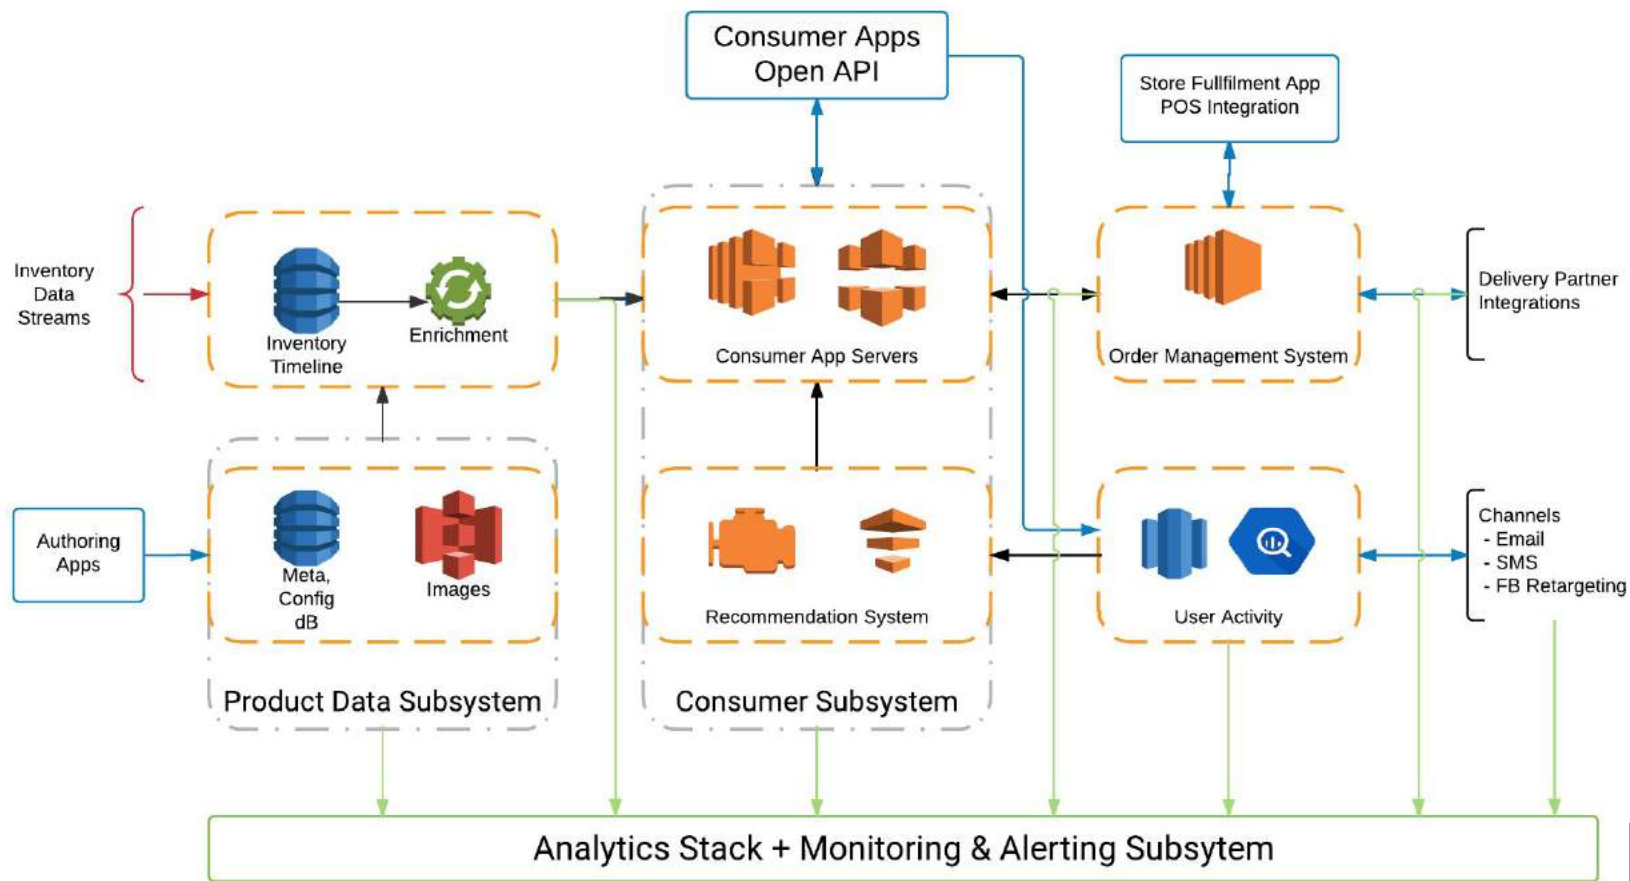 Consumer Apps
Open API
Store Fullfilment App
POS Integration
Inventory
Data
Streams
Inventory
Timeline
Enrichment
Consumer App Servers
Order Management System
Delivery Partner
Integrations
Authoring
Apps
Meta,
Config
dB
Images
Recommendation System
User Activity
Channels
- Email
- SMS
- FB Retargeting
Product Data Subsystem
Consumer Subsystem
Analytics Stack + Monitoring & Alerting Subsytem